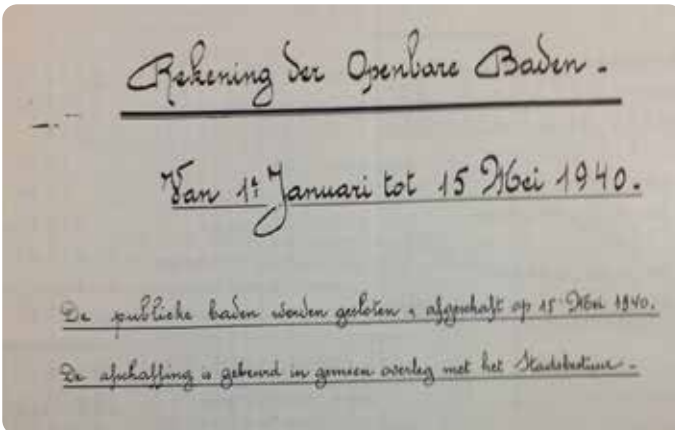 Rekening der Openbare Baden.
Van 1e Januari tot 15 Mei 1940.
De publieke baden werden gesloten & afgeschaft op 15 Mei 1940.
De afschaffing is gebeurd in gemeen overleg met het Stadsbestuur.